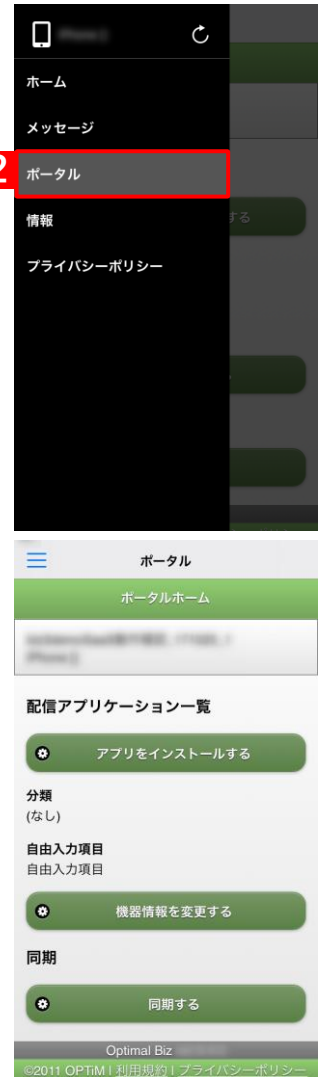 ホーム
メッセージ
2
ポータル
情報
する
プライバシーポリシー
ポータル
ポータルホーム
配信アプリケーション一覧
アプリをインストールする
分類
(なし)
自由入力項目
自由入力項目
機器情報を変更する
同期
同期する
Optimal Biz
©2011 OPTiM | 利用規約 | プライバシーポリシー